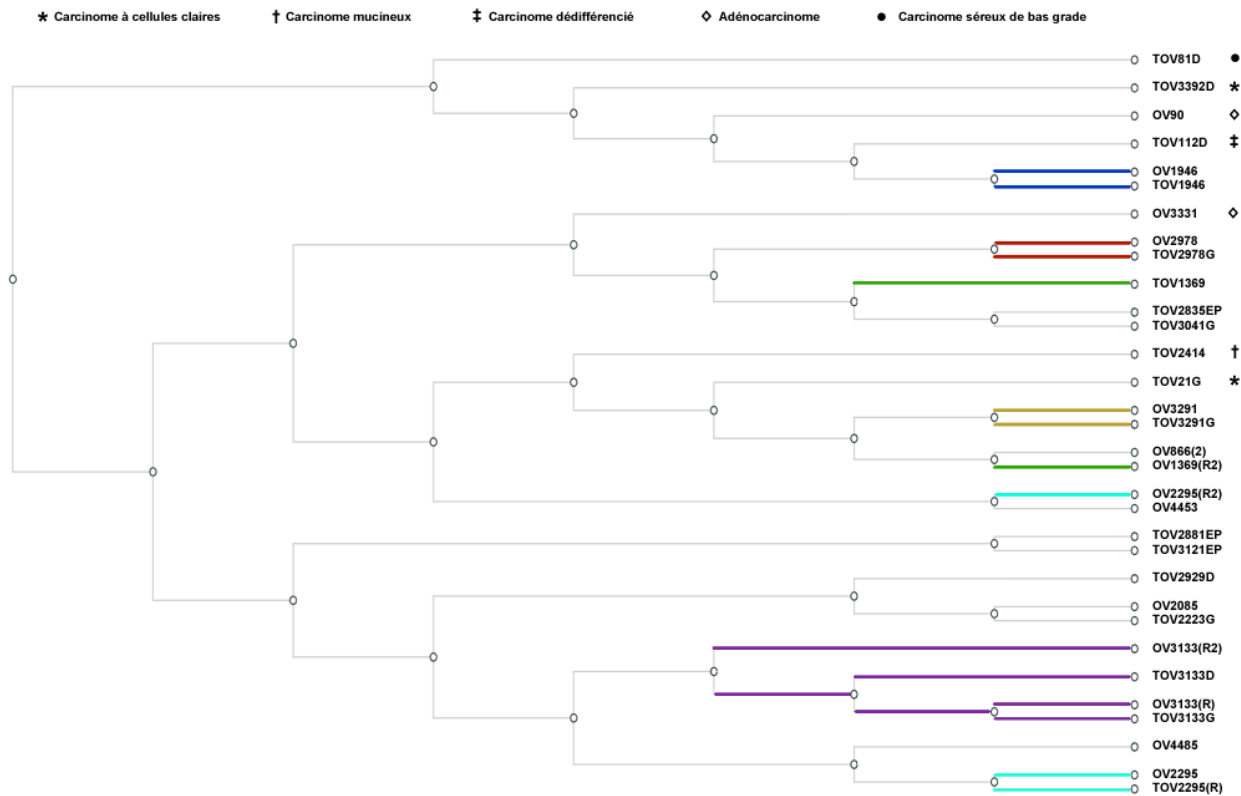 * Carcinome à cellules claires † Carcinome mucineux ‡ Carcinome dédifférencié ◇ Adénocarcinome ● Carcinome séreux de bas grade
TOV81D ●
TOV3392D *
OV90 ◇
TOV112D ‡
OV1946
TOV1946
OV3331 ◇
OV2978
TOV2978G
TOV1369
TOV2835EP
TOV3041G
TOV2414 †
TOV21G *
OV3291
TOV3291G
OV866(2)
OV1369(R2)
OV2295(R2)
OV4453
TOV2881EP
TOV3121EP
TOV2929D
OV2085
TOV2223G
OV3133(R2)
TOV3133D
OV3133(R)
TOV3133G
OV4485
OV2295
TOV2295(R)